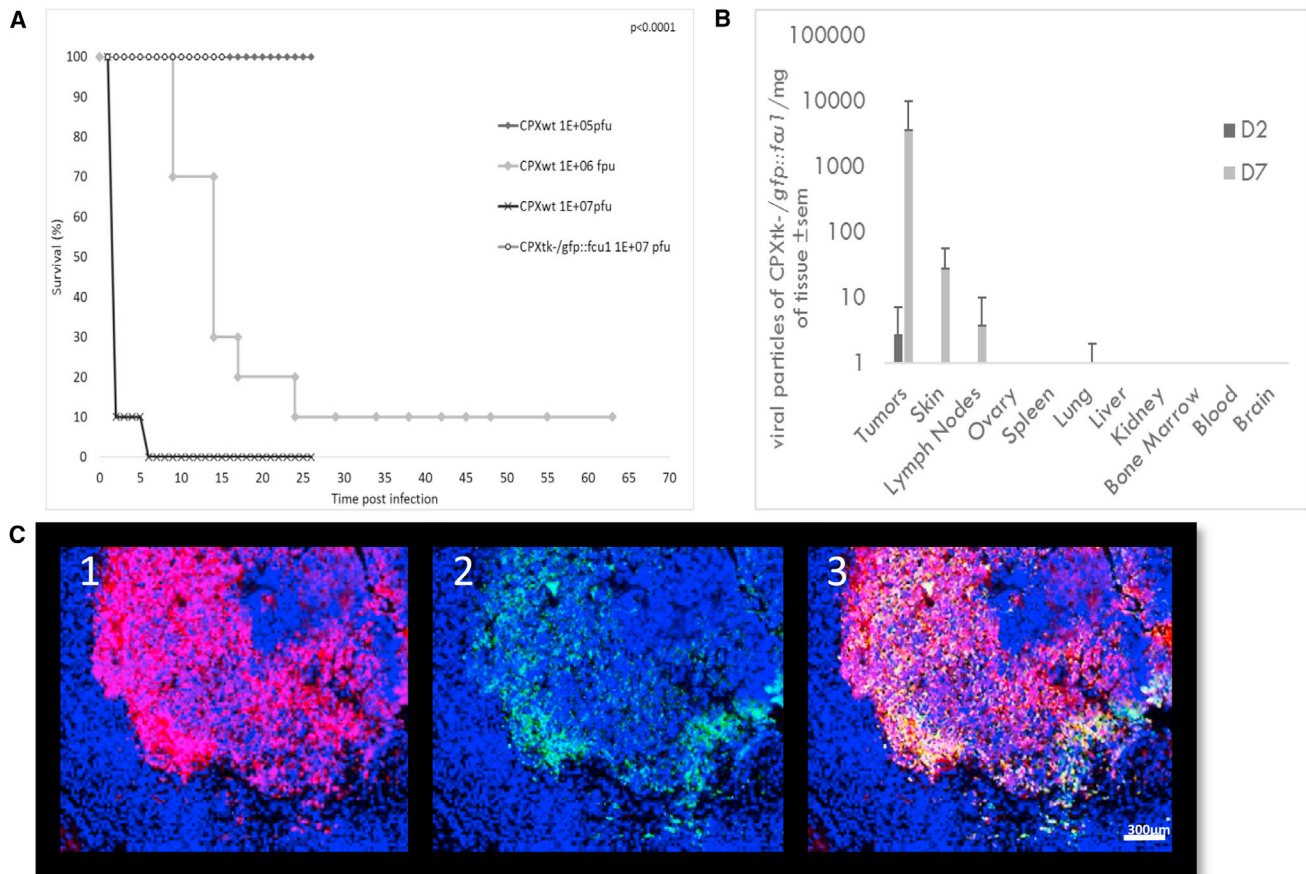 A
p<0.0001
100
90
80
70
60
50
40
30
20
10
0
Survival (%)
0 5 10 15 20 25 30 35 40 45 50 55 60 65 70
Time post infection
CPXwt 1E+05pfu
CPXwt 1E+06 fpu
CPXwt 1E+07pfu
CPXtk-/gfp::fcu1 1E+07 pfu
B
viral particles of CPXtk-/gfp::fcu1/mg
of tissue ±sem
100000
10000
1000
100
10
1
D2
D7
Tumors
Skin
Lymph Nodes
Ovary
Spleen
Lung
Liver
Kidney
Bone Marrow
Blood
Brain
C
1
2
3
300µm